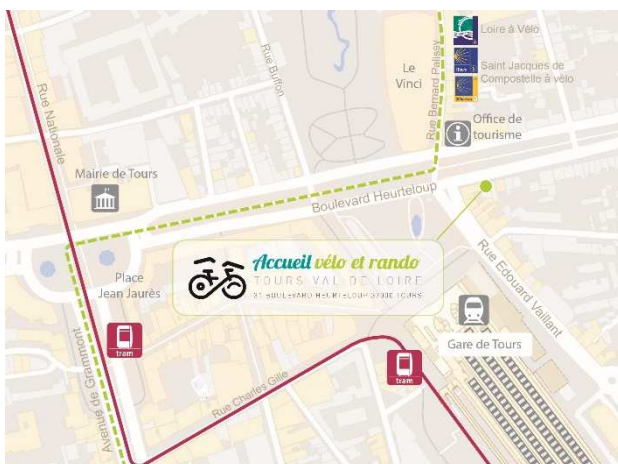 Loire à Vélo
Saint Jacques de
Compostelle à vélo
Rue Nationale
Rue Buffon
Le
Vinci
Rue Bernard Palissy
Office de
tourisme
Mairie de Tours
Boulevard Heurteloup
Accueil vélo et rando
TOURS VAL DE LOIRE
31 BOULEVARD HEURTELOUP 37000 TOURS
Place
Jean Jaurès
Rue Edouard Vaillant
tram
Gare de Tours
tram
Avenue de Grammont
Rue Charles Gille